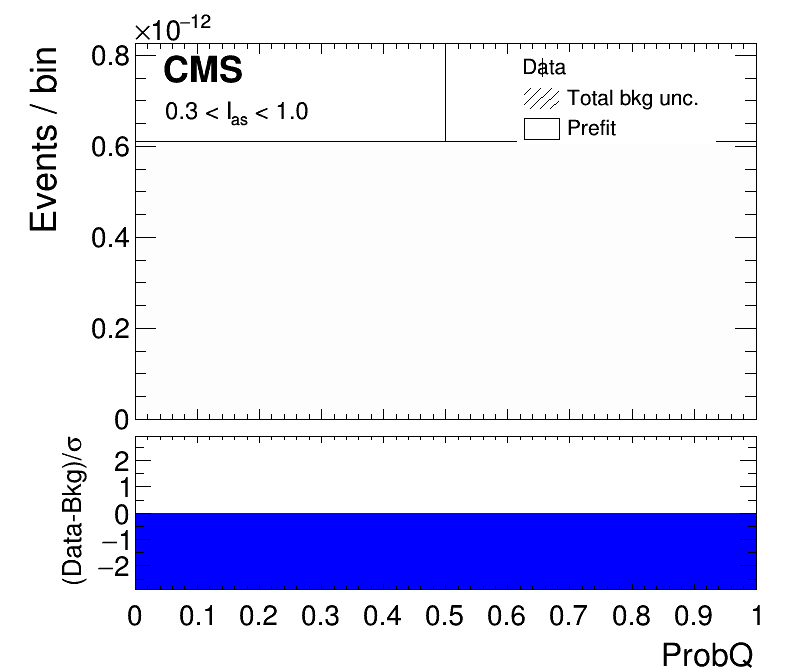 ×10⁻¹²
Events / bin
0.8
0.6
0.4
0.2
0
CMS
0.3 < Iₐₛ < 1.0
Data
Total bkg unc.
Prefit
(Data-Bkg)/σ
2
1
0
−1
−2
0 0.1 0.2 0.3 0.4 0.5 0.6 0.7 0.8 0.9 1
ProbQ